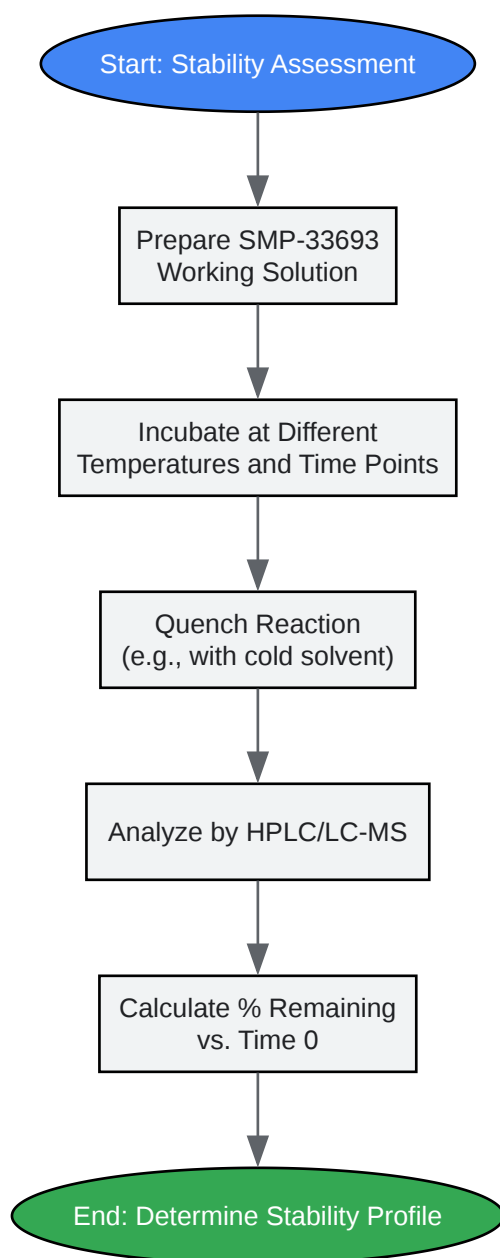 Start: Stability Assessment
Prepare SMP-33693
Working Solution
Incubate at Different
Temperatures and Time Points
Quench Reaction
(e.g., with cold solvent)
Analyze by HPLC/LC-MS
Calculate % Remaining
vs. Time 0
End: Determine Stability Profile